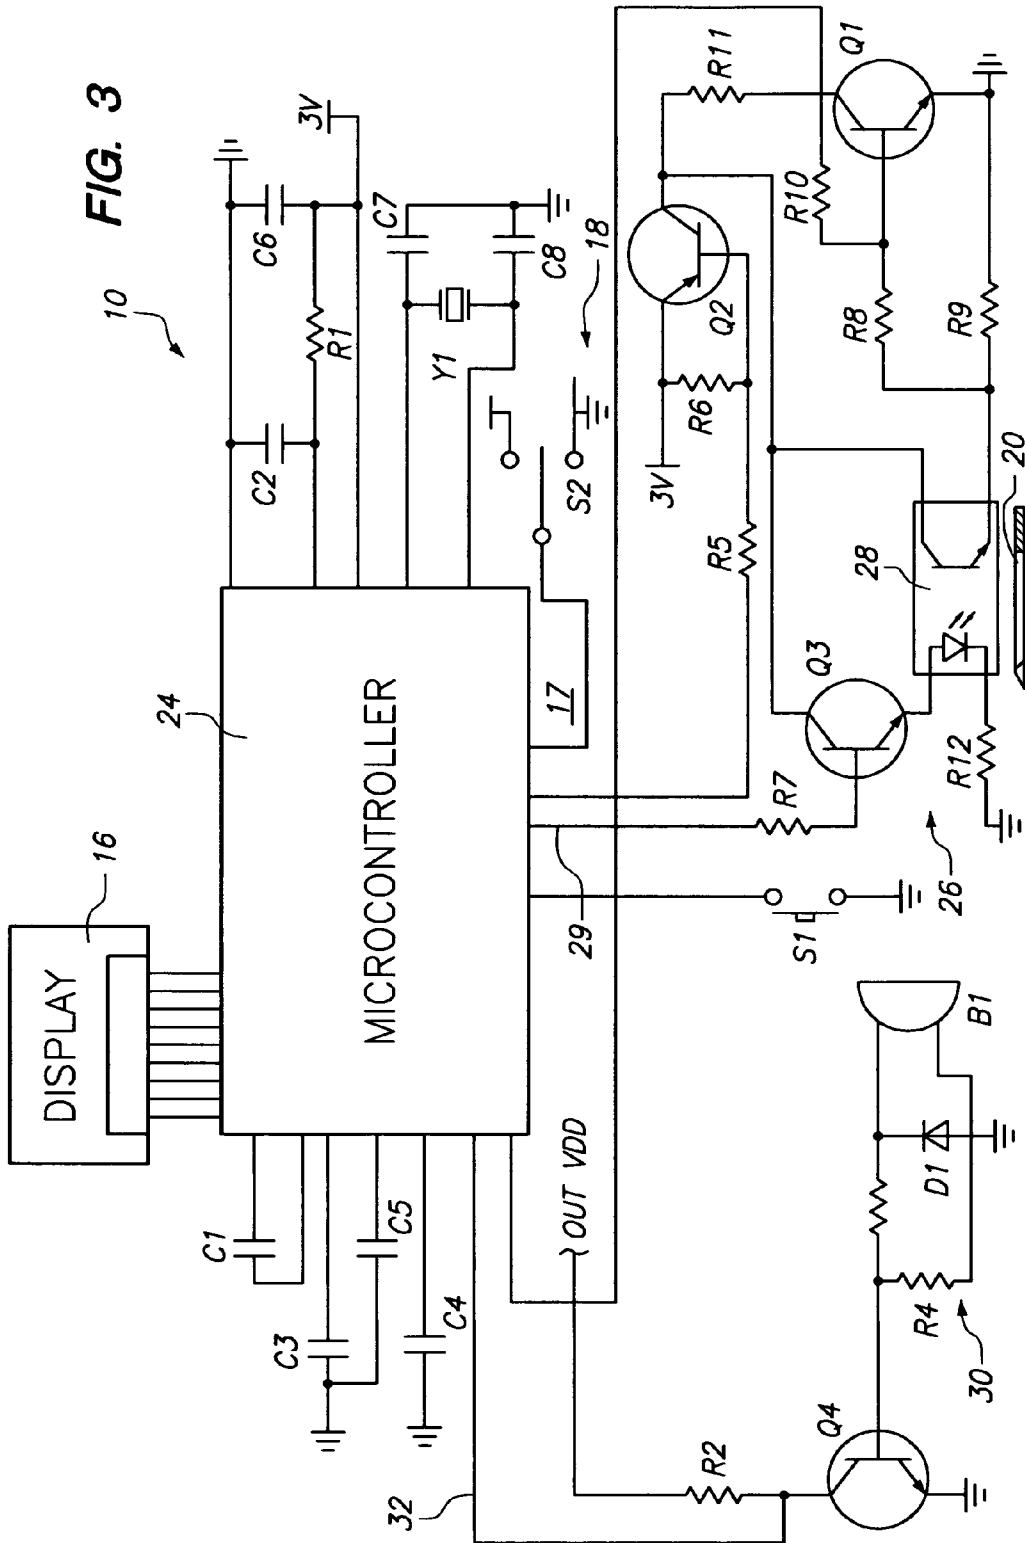 FIG. 3
10
16
DISPLAY
24
MICROCONTROLLER
C1
C3
C5
C4
32
C2
C6
R1
3V
Y1
C7
C8
18
S2
17
29
OUT VDD
R2
Q4
R4
30
D1
B1
S1
R7
26
Q3
R12
28
20
R5
3V
R6
Q2
R11
Q1
R10
R8
R9